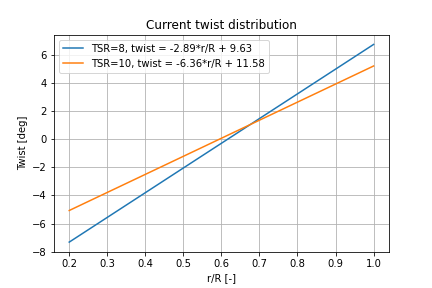 Current twist distribution
TSR=8, twist = -2.89*r/R + 9.63
TSR=10, twist = -6.36*r/R + 11.58
Twist [deg]
6
4
2
0
−2
−4
−6
−8
0.2 0.3 0.4 0.5 0.6 0.7 0.8 0.9 1.0
r/R [-]